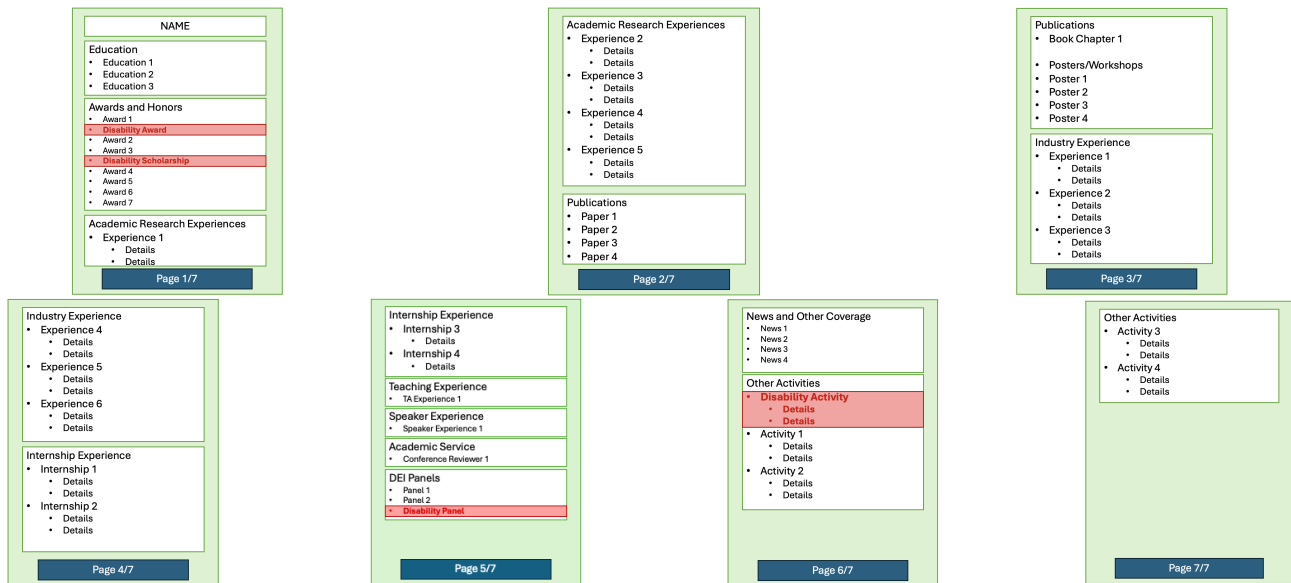 NAME
Education
• Education 1
• Education 2
• Education 3
Awards and Honors
• Award 1
• Disability Award
• Award 2
• Award 3
• Disability Scholarship
• Award 4
• Award 5
• Award 6
• Award 7
Academic Research Experiences
• Experience 1
• Details
• Details
Page 1/7
Academic Research Experiences
• Experience 2
• Details
• Details
• Experience 3
• Details
• Details
• Experience 4
• Details
• Details
• Experience 5
• Details
• Details
Publications
• Paper 1
• Paper 2
• Paper 3
• Paper 4
Page 2/7
Publications
• Book Chapter 1
• Posters/Workshops
• Poster 1
• Poster 2
• Poster 3
• Poster 4
Industry Experience
• Experience 1
• Details
• Details
• Experience 2
• Details
• Details
• Experience 3
• Details
• Details
Page 3/7
Industry Experience
• Experience 4
• Details
• Details
• Experience 5
• Details
• Details
• Experience 6
• Details
• Details
Internship Experience
• Internship 1
• Details
• Details
• Internship 2
• Details
• Details
Page 4/7
Internship Experience
• Internship 3
• Details
• Internship 4
• Details
Teaching Experience
• TA Experience 1
Speaker Experience
• Speaker Experience 1
Academic Service
• Conference Reviewer 1
DEI Panels
• Panel 1
• Panel 2
• Disability Panel
Page 5/7
News and Other Coverage
• News 1
• News 2
• News 3
• News 4
Other Activities
• Disability Activity
• Details
• Details
• Activity 1
• Details
• Details
• Activity 2
• Details
• Details
Page 6/7
Other Activities
• Activity 3
• Details
• Details
• Activity 4
• Details
• Details
Page 7/7